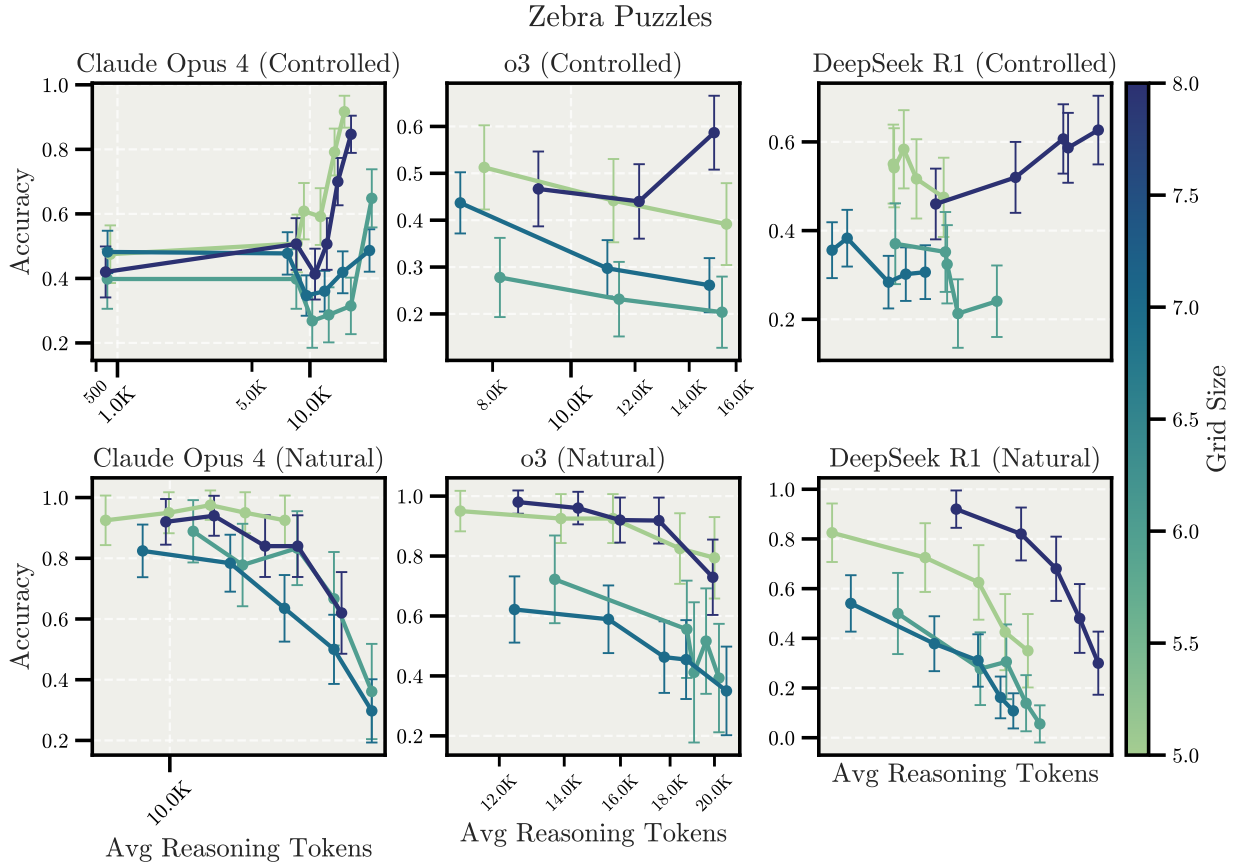 Zebra Puzzles
Claude Opus 4 (Controlled)
o3 (Controlled)
DeepSeek R1 (Controlled)
Accuracy
1.0
0.8
0.6
0.4
0.2
500
1.0K
5.0K
10.0K
0.6
0.5
0.4
0.3
0.2
8.0K
10.0K
12.0K
14.0K
16.0K
0.6
0.4
0.2
8.0
7.5
7.0
6.5
6.0
5.5
5.0
Grid Size
Claude Opus 4 (Natural)
o3 (Natural)
DeepSeek R1 (Natural)
Accuracy
1.0
0.8
0.6
0.4
0.2
10.0K
Avg Reasoning Tokens
1.0
0.8
0.6
0.4
0.2
12.0K
14.0K
16.0K
18.0K
20.0K
Avg Reasoning Tokens
1.0
0.8
0.6
0.4
0.2
0.0
Avg Reasoning Tokens